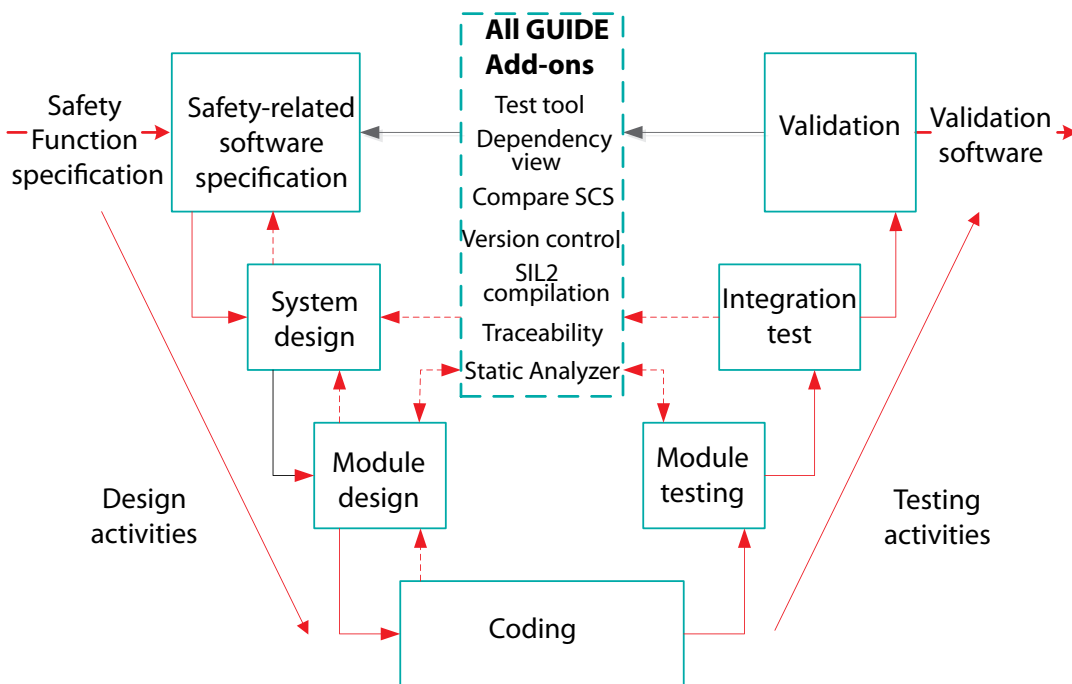 All GUIDE
Add-ons
Test tool
Dependency
view
Compare SCS
Version control
SIL2
compilation
Traceability
Static Analyzer
Safety
Function
specification
Safety-related
software
specification
Validation
Validation
software
System
design
Integration
test
Module
design
Module
testing
Design
activities
Testing
activities
Coding